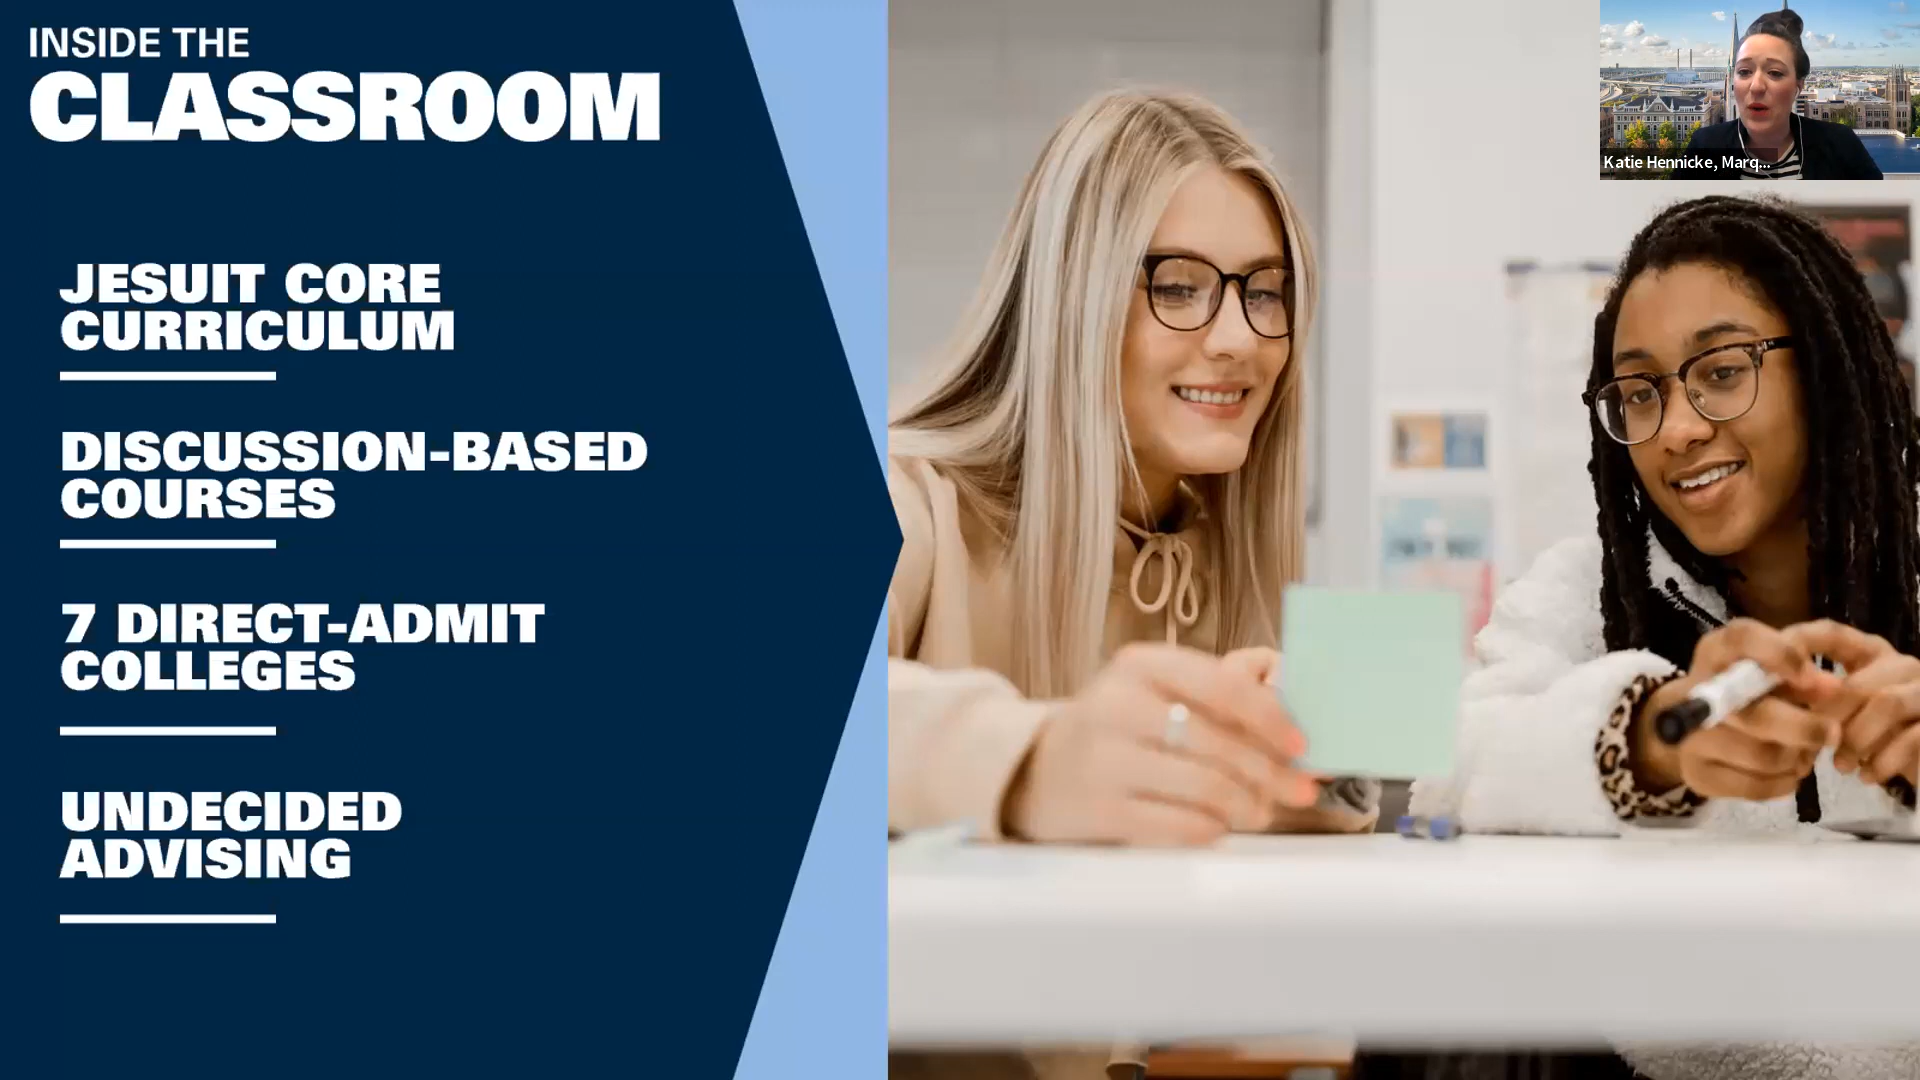 INSIDE THE
CLASSROOM
JESUIT CORE
CURRICULUM
DISCUSSION-BASED
COURSES
7 DIRECT-ADMIT
COLLEGES
UNDECIDED
ADVISING
Katie Hennicke, Marq...